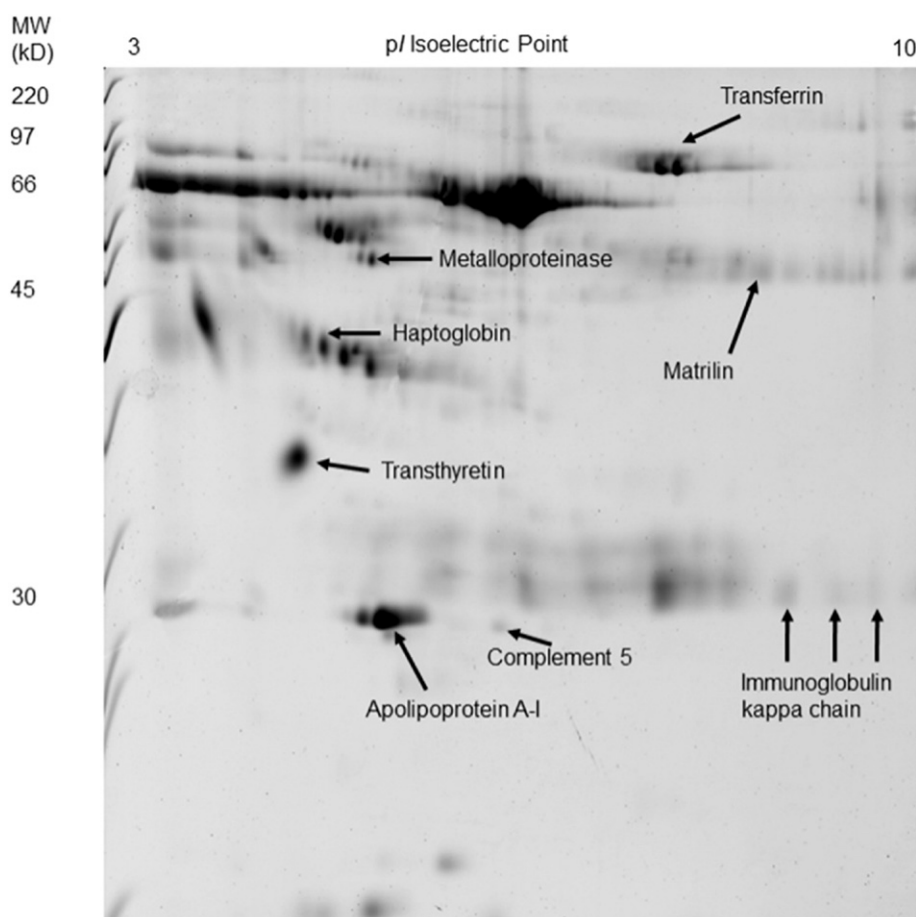 MW
(kD)
3
pI Isoelectric Point
10
220
97
66
45
30
Transferrin
Metalloproteinase
Haptoglobin
Matrilin
Transthyretin
Complement 5
Apolipoprotein A-I
Immunoglobulin
kappa chain